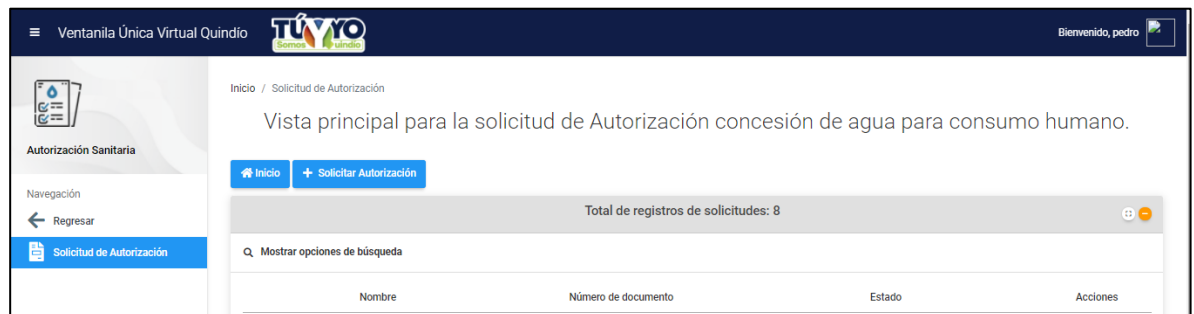 Ventanila Única Virtual Quindío
TÚ Y YO
Somos Quindío
Bienvenido, pedro
Autorización Sanitaria
Navegación
Regresar
Solicitud de Autorización
Inicio / Solicitud de Autorización
Vista principal para la solicitud de Autorización concesión de agua para consumo humano.
Inicio
+ Solicitar Autorización
Total de registros de solicitudes: 8
Mostrar opciones de búsqueda
Nombre Número de documento Estado Acciones